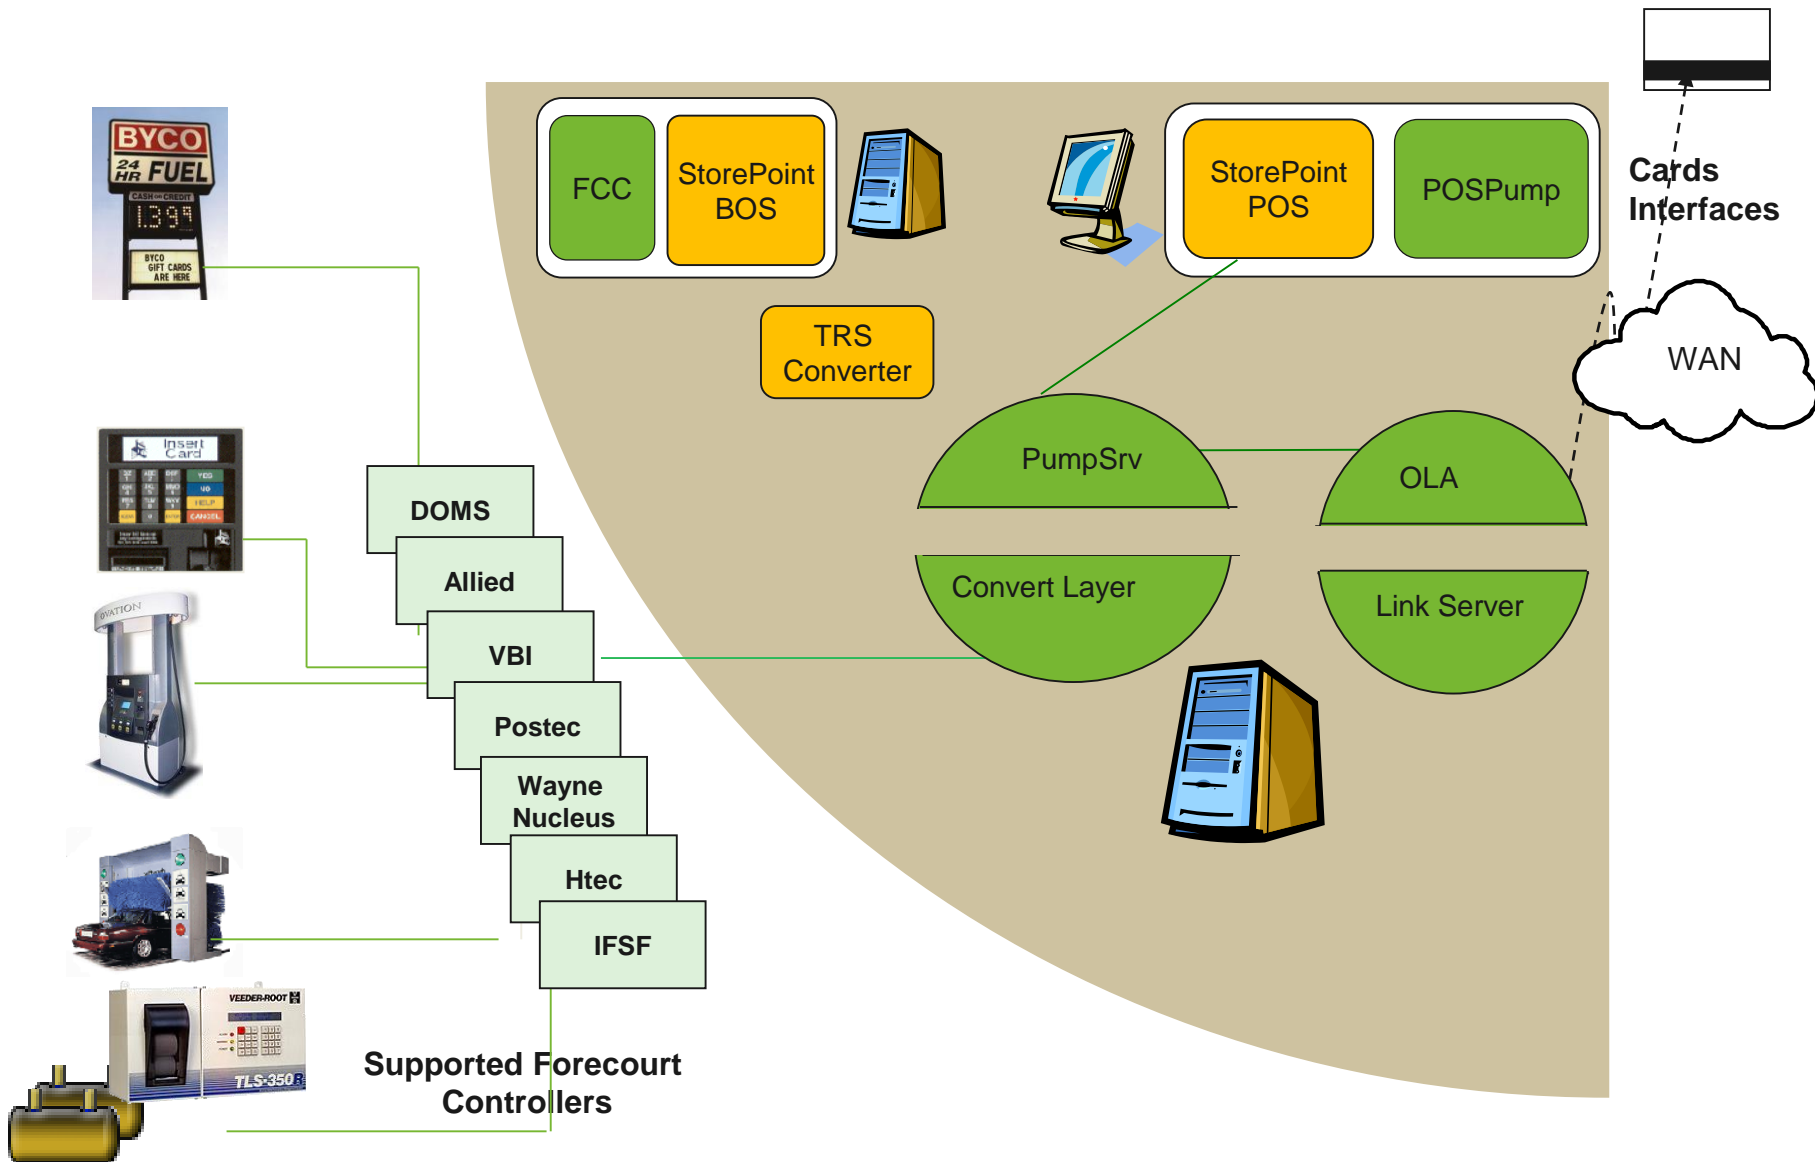 BYCO
24 HR FUEL
CASH OR CREDIT
1.39 9
BYCO
GIFT CARDS
ARE HERE
FCC
StorePoint
BOS
StorePoint
POS
POSPump
Cards
Interfaces
WAN
TRS
Converter
PumpSrv
OLA
Convert Layer
Link Server
Insert
Card
YES
NO
HELP
CANCEL
OVATION
DOMS
Allied
VBI
Postec
Wayne
Nucleus
Htec
IFSF
VEEDER-ROOT
TLS-350R
Supported Forecourt
Controllers